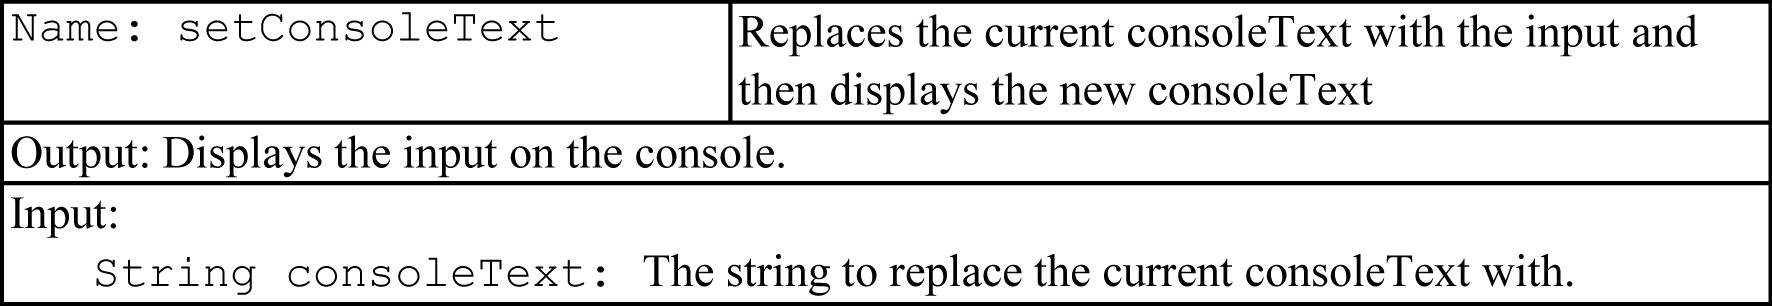 Name: setConsoleText
Replaces the current consoleText with the input and
then displays the new consoleText
Output: Displays the input on the console.
Input:
String consoleText: The string to replace the current consoleText with.